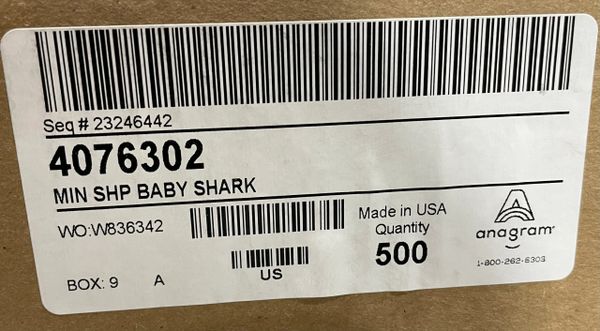 Seq # 23246442
4076302
MIN SHP BABY SHARK
WO:W836342
Made in USA
Quantity
500
anagram
1-800-262-6303
BOX: 9 A
US